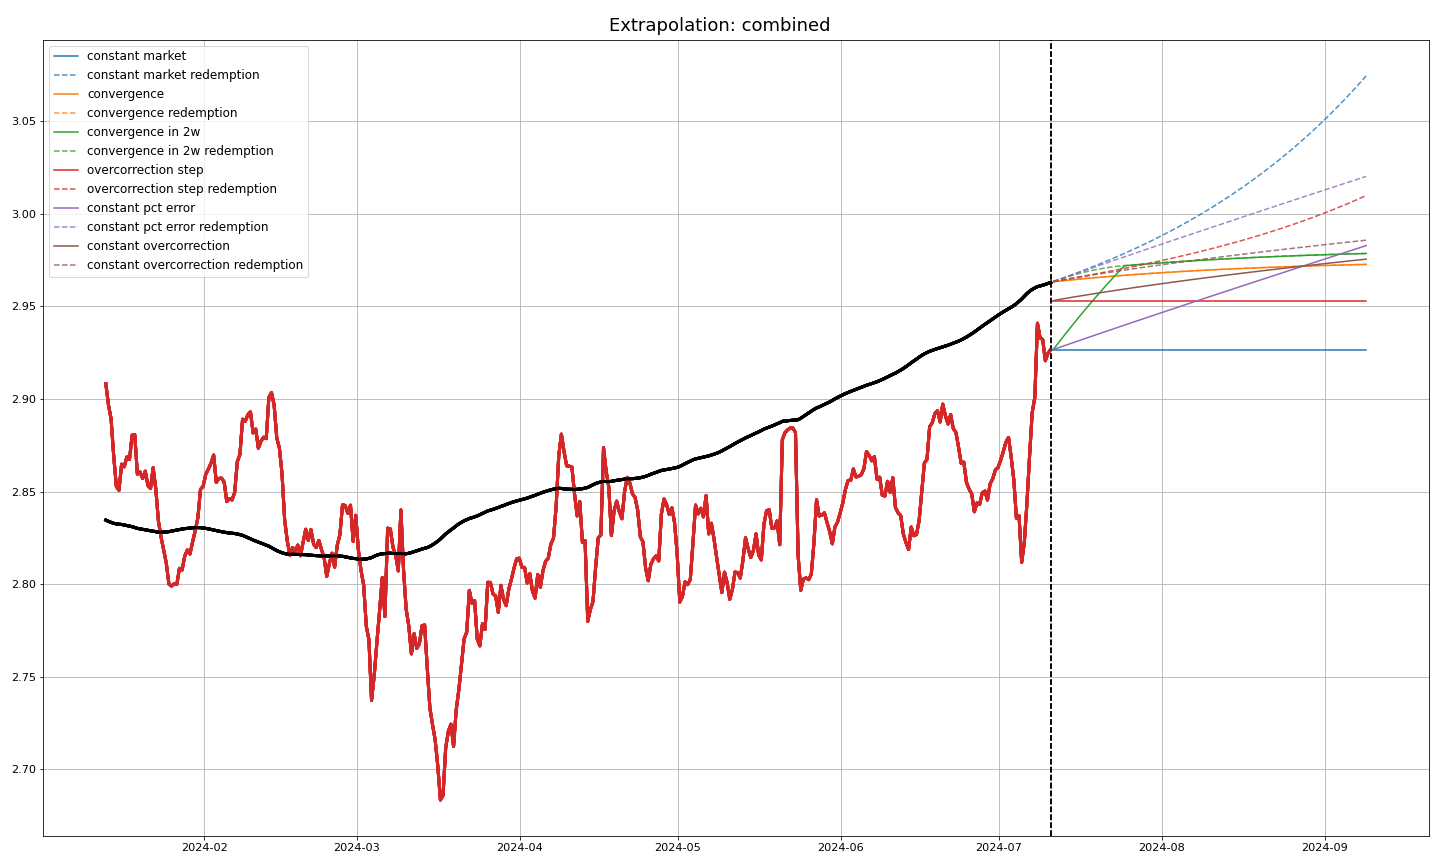 Extrapolation: combined
constant market
constant market redemption
convergence
convergence redemption
convergence in 2w
convergence in 2w redemption
overcorrection step
overcorrection step redemption
constant pct error
constant pct error redemption
constant overcorrection
constant overcorrection redemption
3.05
3.00
2.95
2.90
2.85
2.80
2.75
2.70
2024-02 2024-03 2024-04 2024-05 2024-06 2024-07 2024-08 2024-09